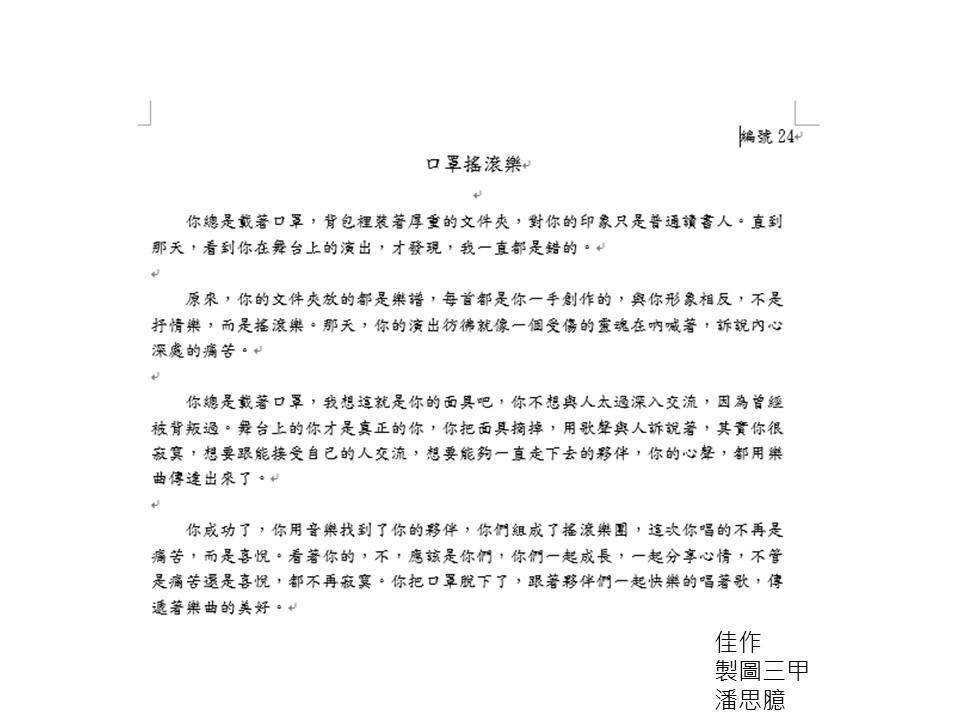 編號 24
口罩搖滾樂
你總是戴著口罩，背包裡裝著厚重的文件夾，對你的印象只是普通讀書人。直到
那天，看到你在舞台上的演出，才發現，我一直都是錯的。
原來，你的文件夾放的都是樂譜，每首都是你一手創作的，與你形象相反，不是
抒情樂，而是搖滾樂。那天，你的演出彷彿就像一個受傷的靈魂在吶喊著，訴說內心
深處的痛苦。
你總是戴著口罩，我想這就是你的面具吧，你不想與人太過深入交流，因為曾經
被背叛過。舞台上的你才是真正的你，你把面具摘掉，用歌聲與人訴說著，其實你很
寂寞，想要跟能接受自己的人交流，想要能夠一直走下去的夥伴，你的心聲，都用樂
曲傳達出來了。
你成功了，你用音樂找到了你的夥伴，你們組成了搖滾樂團，這次你唱的不再是
痛苦，而是喜悅。看著你的，不，應該是你們，你們一起成長，一起分享心情，不管
是痛苦還是喜悅，都不再寂寞。你把口罩脫下了，跟著夥伴們一起快樂的唱著歌，傳
遞著樂曲的美好。
佳作
製圖三甲
潘思臆